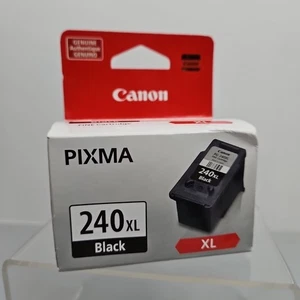 GENUINE
Authentique
GENUINO
Canon
PIXMA
240XL
Black
240XL
XL